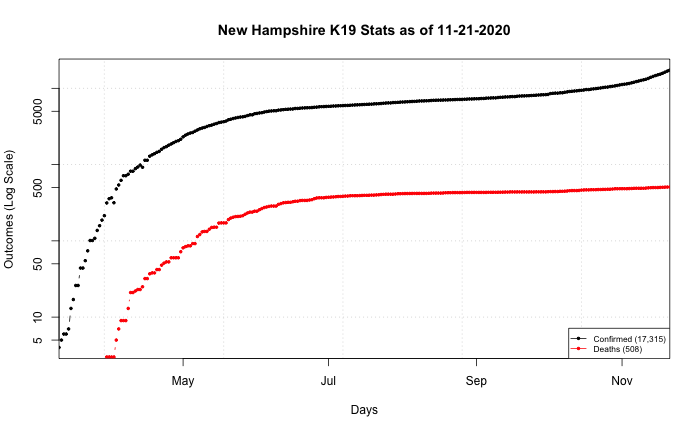 New Hampshire K19 Stats as of 11-21-2020
Outcomes (Log Scale)
5000
500
50
10
5
Confirmed (17,315)
Deaths (508)
May
Jul
Sep
Nov
Days